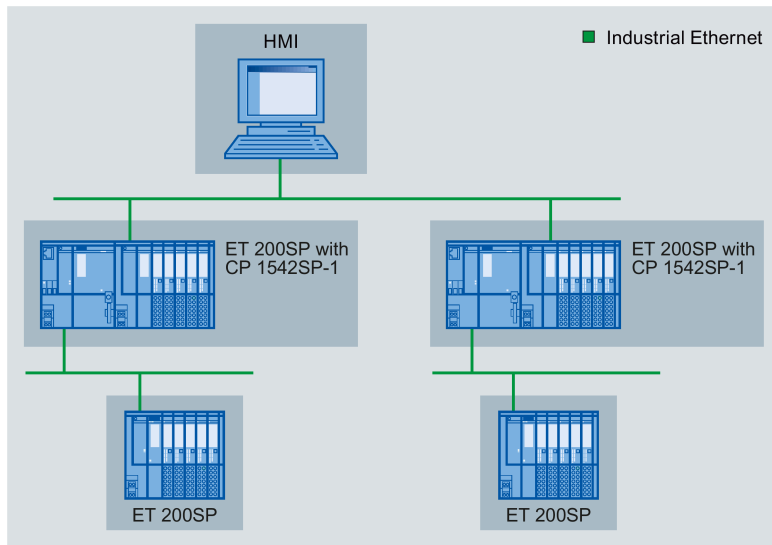 HMI
Industrial Ethernet
ET 200SP with
CP 1542SP-1
ET 200SP with
CP 1542SP-1
ET 200SP
ET 200SP